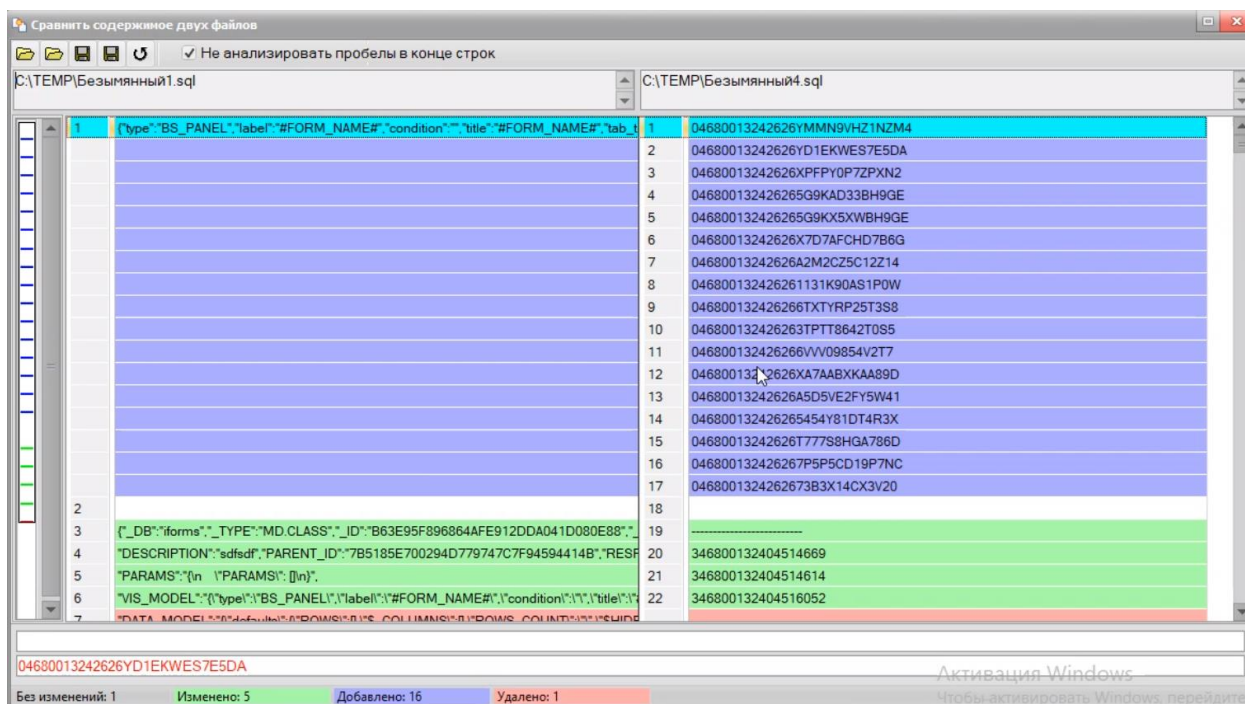 Сравнить содержимое двух файлов
Не анализировать пробелы в конце строк
C:\TEMP\Безымянный1.sql
C:\TEMP\Безымянный4.sql
1 {"type":"BS_PANEL","label":"#FORM_NAME#","condition":"","title":"#FORM_NAME#","tab_t 1 04680013242626YMMN9VHZ1NZM4
2 04680013242626YD1EKWES7E5DA
3 04680013242626XPFPY0P7ZPXN2
4 046800132426265G9KAD33BH9GE
5 046800132426265G9KX5XWBH9GE
6 04680013242626X7D7AFCHD7B6G
7 04680013242626A2M2CZ5C12Z14
8 046800132426261131K90AS1P0W
9 046800132426266TXTYRP25T3S8
10 046800132426263TPTT8642T0S5
11 046800132426266VVV09854V2T7
12 04680013242626XA7AABXKAA89D
13 04680013242626A5D5VE2FY5W41
14 046800132426265454Y81DT4R3X
15 04680013242626T777S8HGA786D
16 046800132426267P5P5CD19P7NC
17 0468001324262673B3X14CX3V20
2 18
3 {"_DB":"iforms","_TYPE":"MD.CLASS","_ID":"B63E95F896864AFE912DDA041D080E88","_ 19 --------------------------
4 "DESCRIPTION":"sdfsdf","PARENT_ID":"7B5185E700294D779747C7F94594414B","RESF 20 346800132404514669
5 "PARAMS":"{\n \"PARAMS\": []\n}", 21 346800132404514614
6 "VIS_MODEL":"{\"type\":\"BS_PANEL\",\"label\":\"#FORM_NAME#\",\"condition\":\"\",\"title\":\"# 22 346800132404516052
04680013242626YD1EKWES7E5DA
Активация Windows
Без изменений: 1 Изменено: 5 Добавлено: 16 Удалено: 1 Чтобы активировать Windows, перейдите